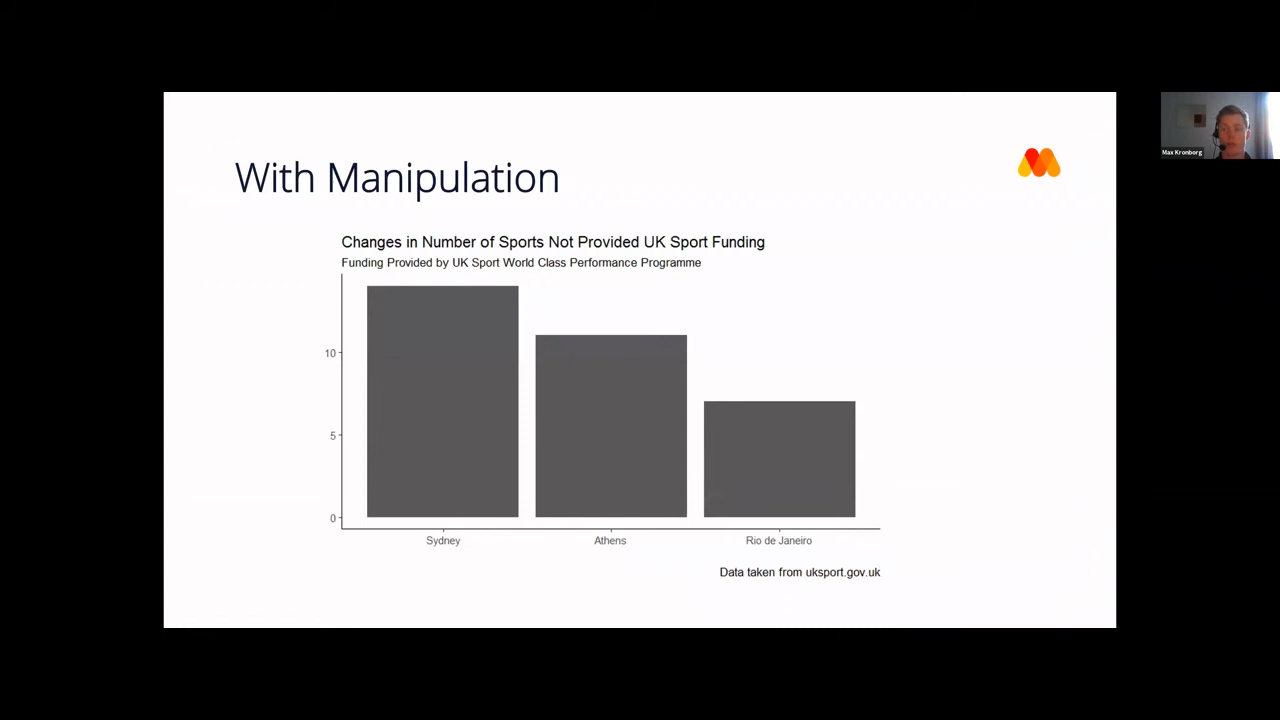 With Manipulation
Max Kronborg
Changes in Number of Sports Not Provided UK Sport Funding
Funding Provided by UK Sport World Class Performance Programme
10
5
0
Sydney
Athens
Rio de Janeiro
Data taken from uksport.gov.uk